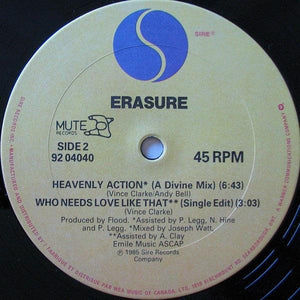 SIRE®
ERASURE
MUTE
RECORDS
SIDE 2
92 04040
45 RPM
HEAVENLY ACTION* (A Divine Mix) (6:43)
(Vince Clarke/Andy Bell)
WHO NEEDS LOVE LIKE THAT** (Single Edit) (3:03)
(Vince Clarke)
Produced by Flood. *Assisted by P. Legg, N. Hine
and P. Legg. *Mixed by Joseph Watt.
**Assisted by A. Clay
Emile Music ASCAP
℗ 1985 Sire Records
Company